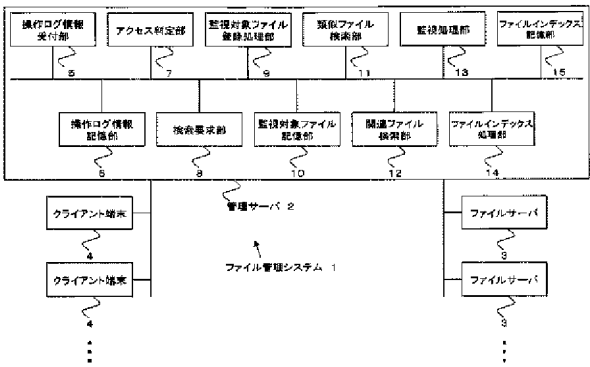 操作ログ情報
受付部
アクセス判定部
監視対象ファイル
登録処理部
類似ファイル
検索部
監視処理部
ファイルインデックス
記憶部
5
7
9
11
13
15
操作ログ情報
記憶部
検索要求部
監視対象ファイル
記憶部
関連ファイル
検索部
ファイルインデックス
処理部
6
8
10
12
14
管理サーバ 2
クライアント端末
ファイルサーバ
4
3
ファイル管理システム 1
クライアント端末
ファイルサーバ
4
3